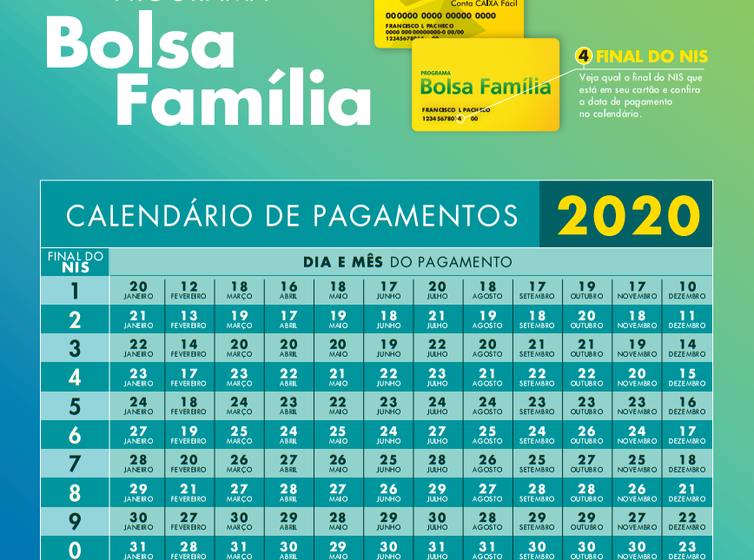 PROGRAMA
Bolsa
Família
Conta CAIXA Fácil
000000 0000 00000 0000
FRANCISCO L PACHECO
0000 000000000000-0 00/00
PROGRAMA
Bolsa Família
FRANCISCO L PACHECO
4 FINAL DO NIS
Veja qual o final do NIS que
está em seu cartão e confira
a data de pagamento
no calendário.
CALENDÁRIO DE PAGAMENTOS 2020
FINAL DO NIS DIA E MÊS DO PAGAMENTO
1 20 JANEIRO 12 FEVEREIRO 18 MARÇO 16 ABRIL 18 MAIO 17 JUNHO 20 JULHO 18 AGOSTO 17 SETEMBRO 19 OUTUBRO 17 NOVEMBRO 10 DEZEMBRO
2 21 JANEIRO 13 FEVEREIRO 19 MARÇO 17 ABRIL 19 MAIO 18 JUNHO 21 JULHO 19 AGOSTO 18 SETEMBRO 20 OUTUBRO 18 NOVEMBRO 11 DEZEMBRO
3 22 JANEIRO 14 FEVEREIRO 20 MARÇO 20 ABRIL 20 MAIO 19 JUNHO 22 JULHO 20 AGOSTO 21 SETEMBRO 21 OUTUBRO 19 NOVEMBRO 14 DEZEMBRO
4 23 JANEIRO 17 FEVEREIRO 23 MARÇO 22 ABRIL 21 MAIO 22 JUNHO 23 JULHO 21 AGOSTO 22 SETEMBRO 22 OUTUBRO 20 NOVEMBRO 15 DEZEMBRO
5 24 JANEIRO 18 FEVEREIRO 24 MARÇO 23 ABRIL 22 MAIO 23 JUNHO 24 JULHO 24 AGOSTO 23 SETEMBRO 23 OUTUBRO 23 NOVEMBRO 16 DEZEMBRO
6 27 JANEIRO 19 FEVEREIRO 25 MARÇO 24 ABRIL 25 MAIO 24 JUNHO 27 JULHO 25 AGOSTO 24 SETEMBRO 26 OUTUBRO 24 NOVEMBRO 17 DEZEMBRO
7 28 JANEIRO 20 FEVEREIRO 26 MARÇO 27 ABRIL 26 MAIO 25 JUNHO 28 JULHO 26 AGOSTO 25 SETEMBRO 27 OUTUBRO 25 NOVEMBRO 18 DEZEMBRO
8 29 JANEIRO 21 FEVEREIRO 27 MARÇO 28 ABRIL 27 MAIO 26 JUNHO 29 JULHO 27 AGOSTO 28 SETEMBRO 28 OUTUBRO 26 NOVEMBRO 21 DEZEMBRO
9 30 JANEIRO 27 FEVEREIRO 30 MARÇO 29 ABRIL 28 MAIO 29 JUNHO 30 JULHO 28 AGOSTO 29 SETEMBRO 29 OUTUBRO 27 NOVEMBRO 22 DEZEMBRO
0 31 JANEIRO 28 FEVEREIRO 31 MARÇO 30 ABRIL 29 MAIO 30 JUNHO 31 JULHO 31 AGOSTO 30 SETEMBRO 30 OUTUBRO 30 NOVEMBRO 23 DEZEMBRO